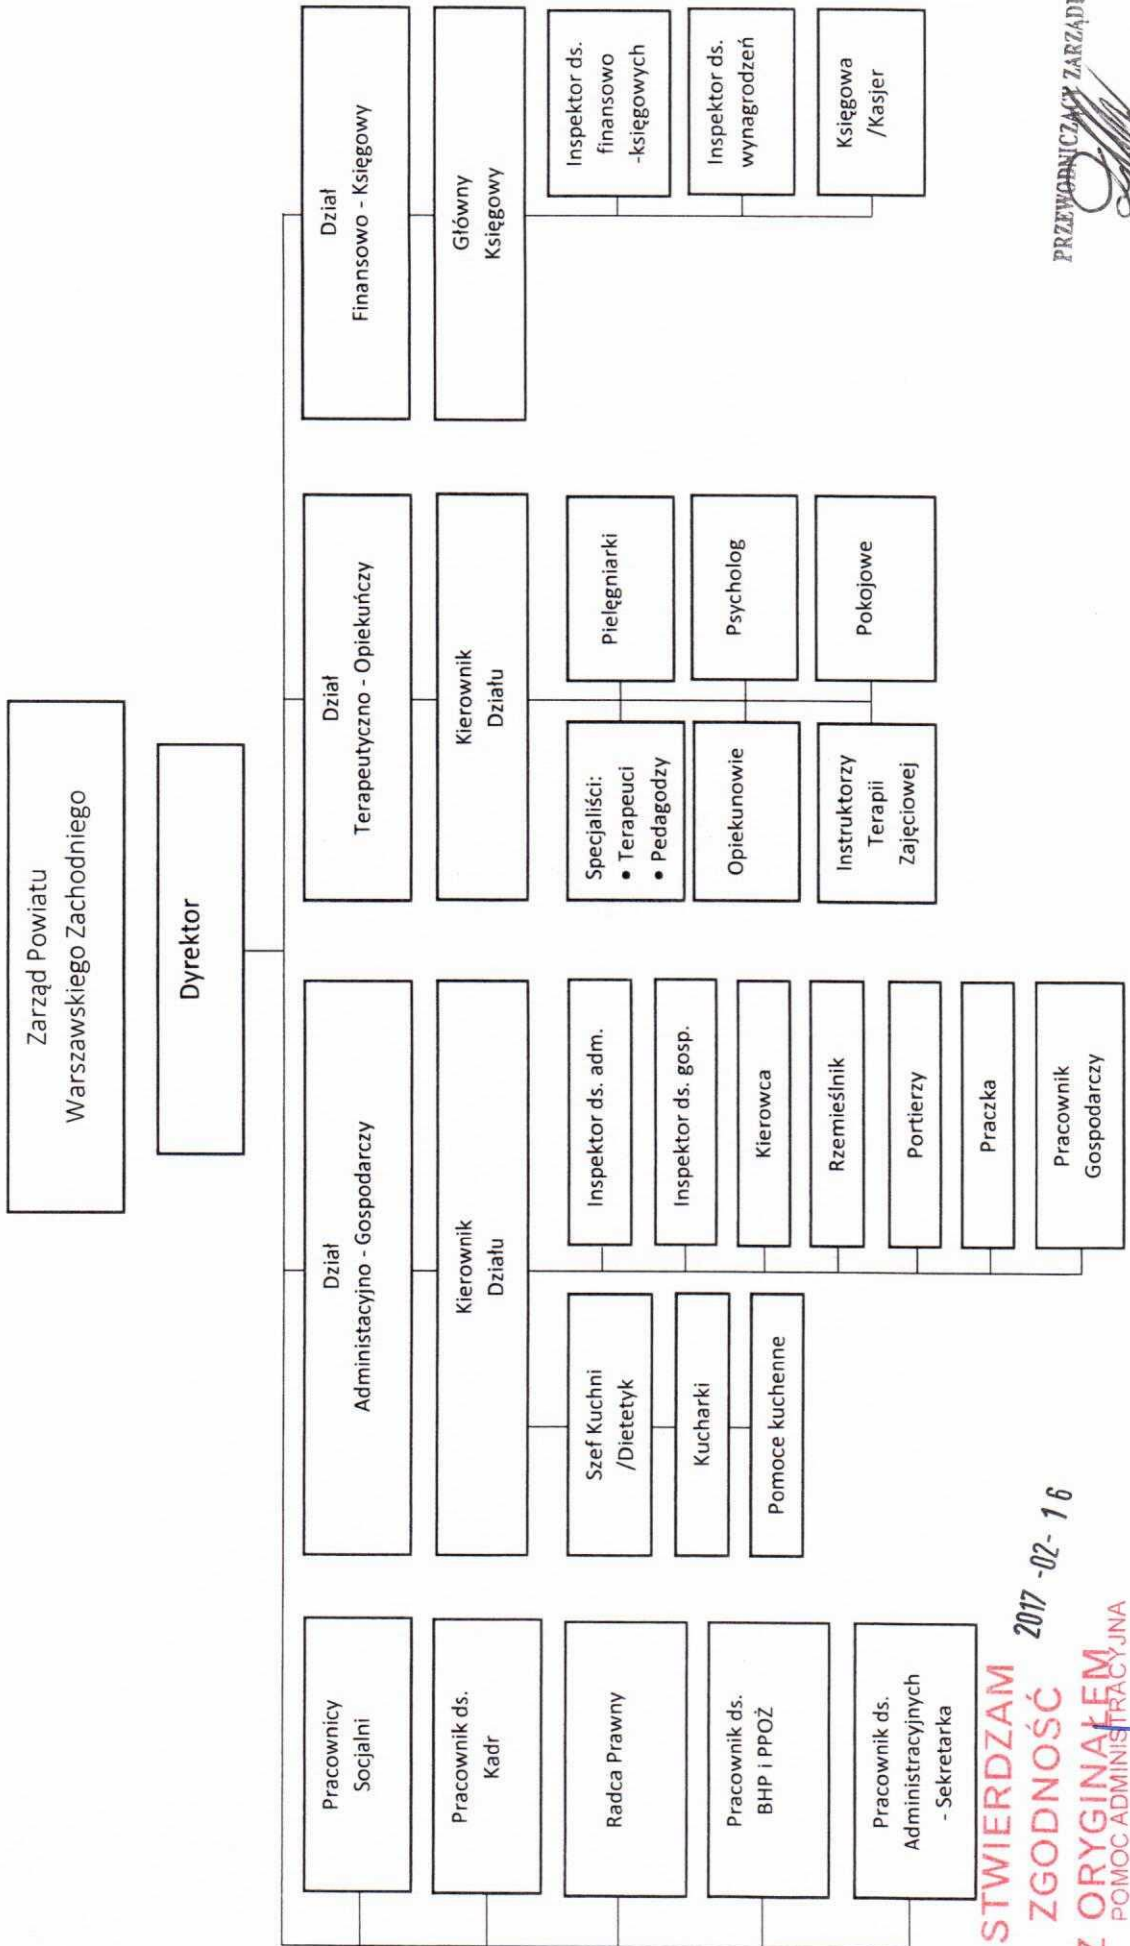 Zarząd Powiatu
Warszawskiego Zachodniego
Dyrektor
Pracownicy
Socjalni
Pracownik ds.
Kadr
Radca Prawny
Pracownik ds.
BHP i PPOŻ
Pracownik ds.
Administracyjnych
- Sekretarka
Dział
Administacyjno - Gospodarczy
Kierownik
Działu
Szef Kuchni
/Dietetyk
Kucharki
Pomoce kuchenne
Inspektor ds. adm.
Inspektor ds. gosp.
Kierowca
Rzemieślnik
Portierzy
Praczka
Pracownik
Gospodarczy
Dział
Terapeutyczno - Opiekuńczy
Kierownik
Działu
Specjaliści:
• Terapeuci
• Pedagodzy
Opiekunowie
Instruktorzy
Terapii
Zajęciowej
Pielęgniarki
Psycholog
Pokojowe
Dział
Finansowo - Księgowy
Główny
Księgowy
Inspektor ds.
finansowo
-księgowych
Inspektor ds.
wynagrodzeń
Księgowa
/Kasjer
STWIERDZAM
ZGODNOŚĆ
Z ORYGINAŁEM
POMOC ADMINISTRACYJNA
2017 -02- 16
PRZEWODNICZĄCY ZARZĄDU